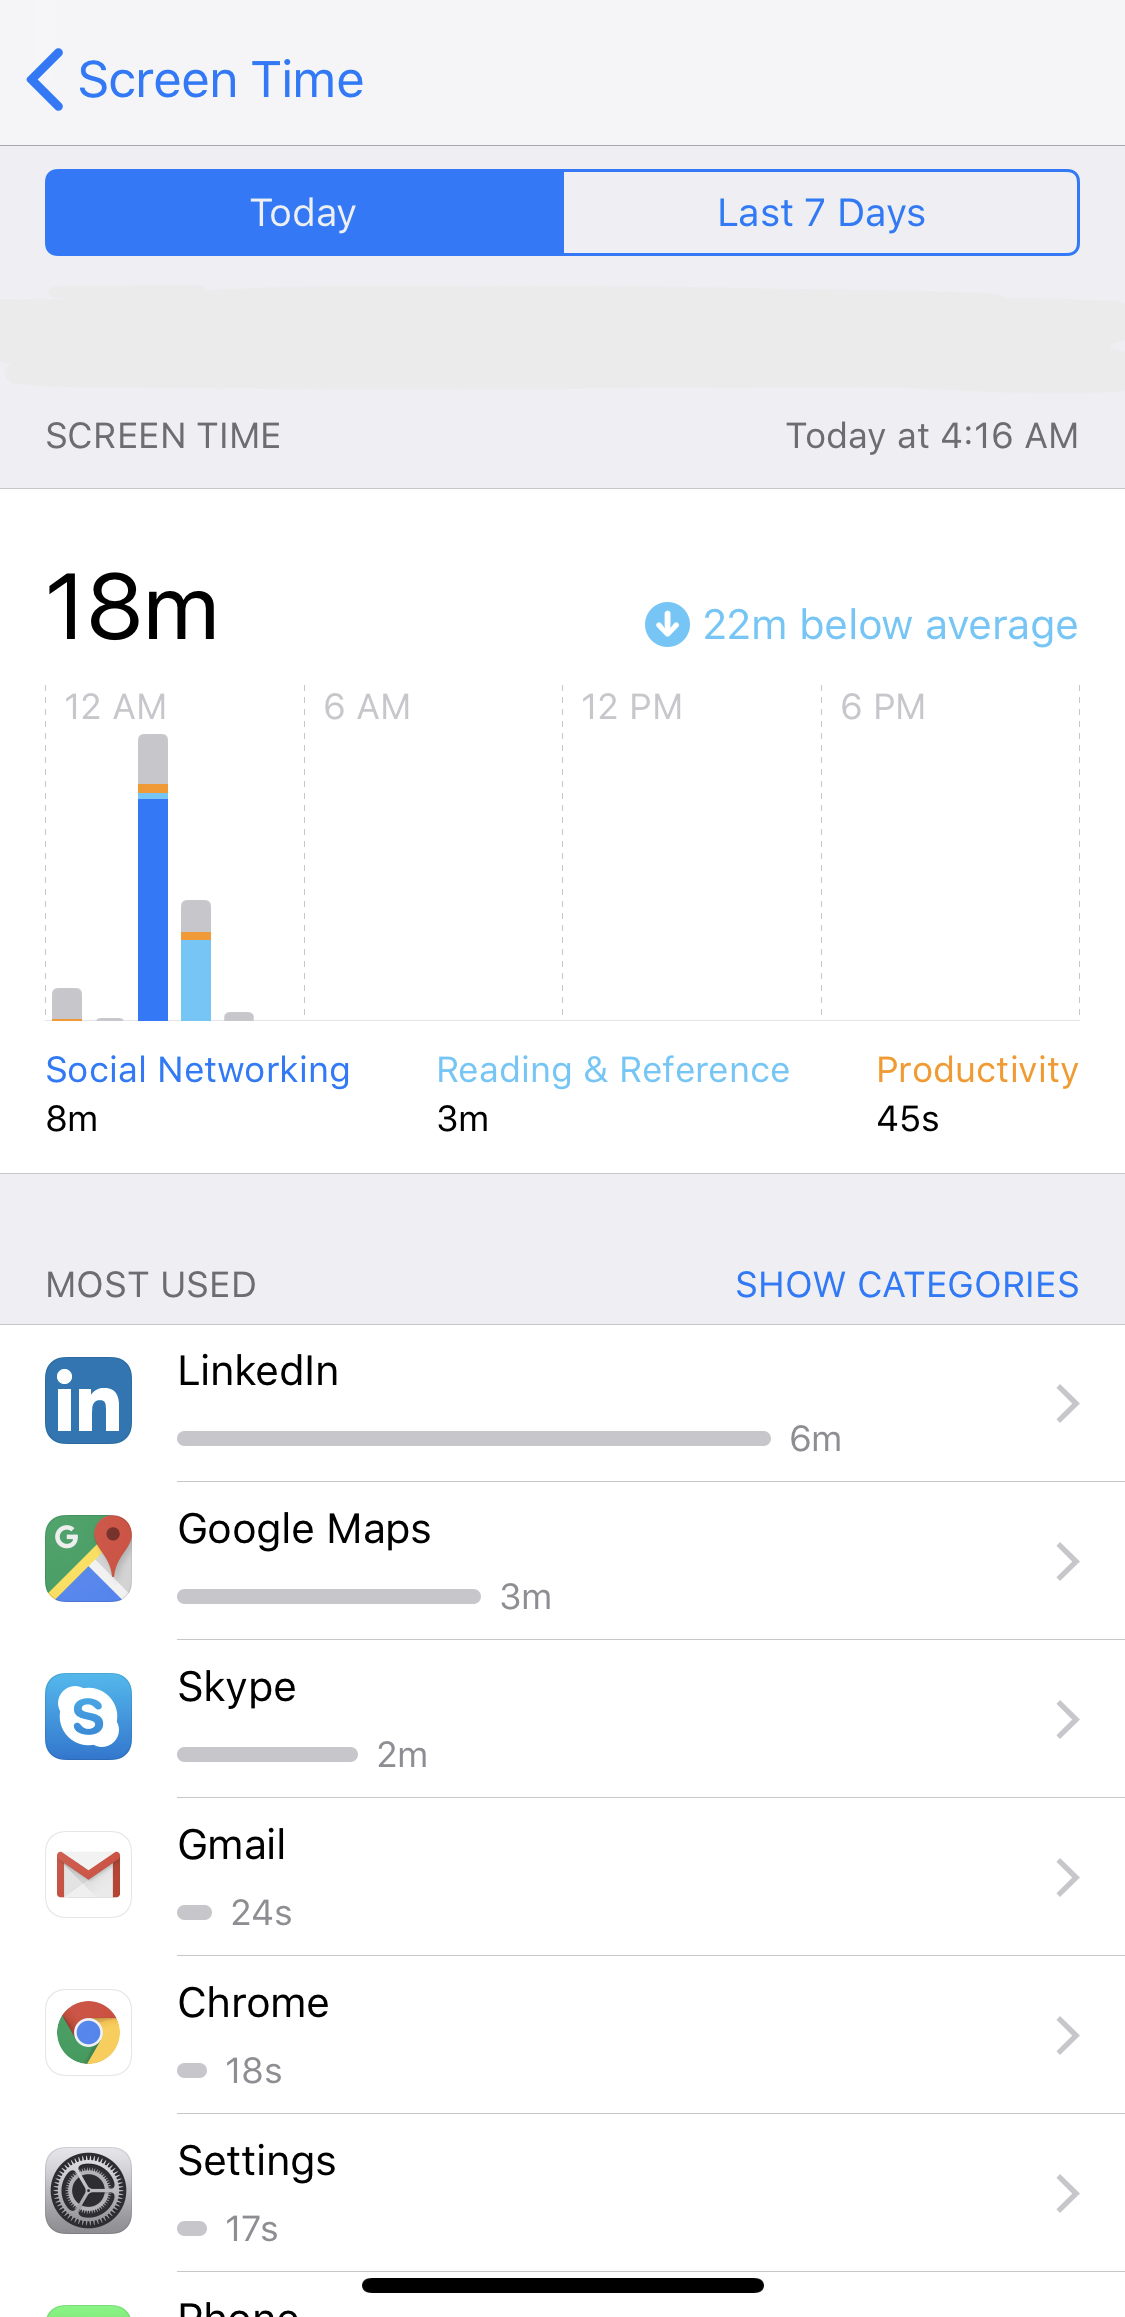 Screen Time
Today
Last 7 Days
SCREEN TIME
Today at 4:16 AM
18m
22m below average
12 AM
6 AM
12 PM
6 PM
Social Networking
Reading & Reference
Productivity
8m
3m
45s
MOST USED
SHOW CATEGORIES
in
LinkedIn
6m
G
Google Maps
3m
S
Skype
2m
Gmail
24s
Chrome
18s
Settings
17s
Phone